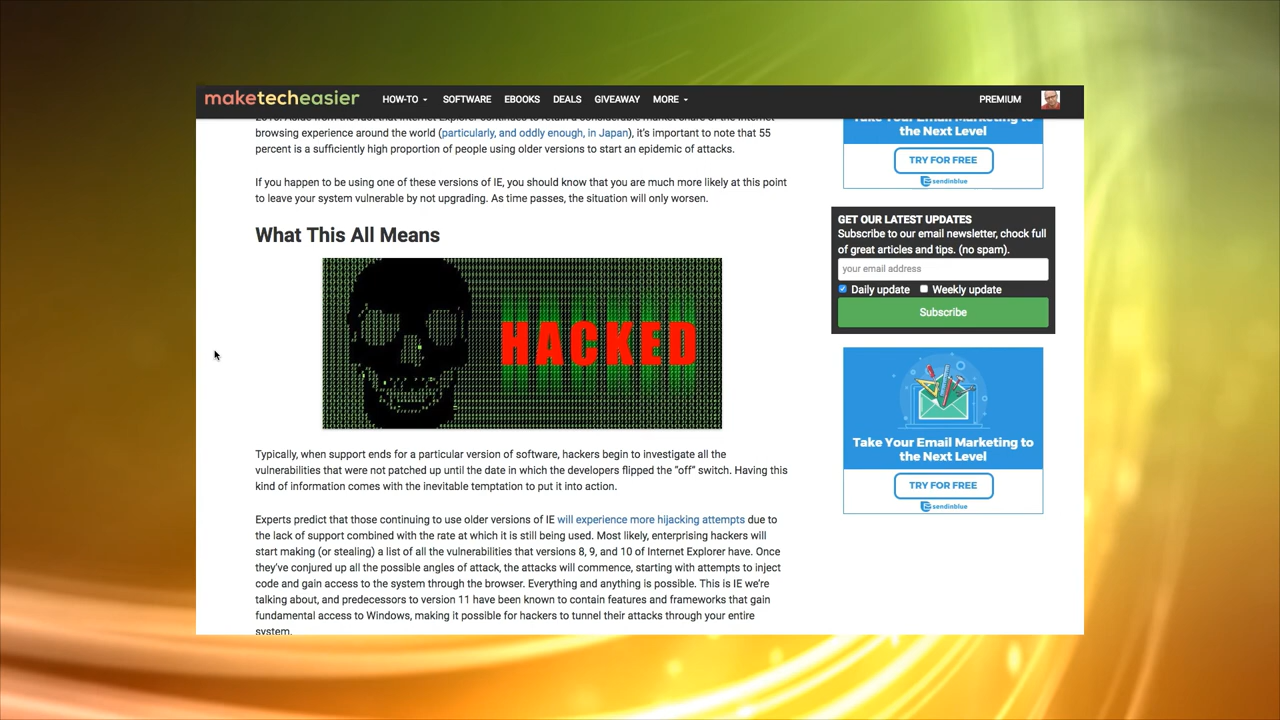 maketecheasier HOW-TO SOFTWARE EBOOKS DEALS GIVEAWAY MORE PREMIUM
browsing experience around the world (particularly, and oddly enough, in Japan), it's important to note that 55
percent is a sufficiently high proportion of people using older versions to start an epidemic of attacks.
If you happen to be using one of these versions of IE, you should know that you are much more likely at this point
to leave your system vulnerable by not upgrading. As time passes, the situation will only worsen.
What This All Means
HACKED
Typically, when support ends for a particular version of software, hackers begin to investigate all the
vulnerabilities that were not patched up until the date in which the developers flipped the "off" switch. Having this
kind of information comes with the inevitable temptation to put it into action.
Experts predict that those continuing to use older versions of IE will experience more hijacking attempts due to
the lack of support combined with the rate at which it is still being used. Most likely, enterprising hackers will
start making (or stealing) a list of all the vulnerabilities that versions 8, 9, and 10 of Internet Explorer have. Once
they've conjured up all the possible angles of attack, the attacks will commence, starting with attempts to inject
code and gain access to the system through the browser. Everything and anything is possible. This is IE we're
talking about, and predecessors to version 11 have been known to contain features and frameworks that gain
fundamental access to Windows, making it possible for hackers to tunnel their attacks through your entire
system.
Take Your Email Marketing to
the Next Level
TRY FOR FREE
sendinblue
GET OUR LATEST UPDATES
Subscribe to our email newsletter, chock full
of great articles and tips. (no spam).
your email address
Daily update Weekly update
Subscribe
Take Your Email Marketing to
the Next Level
TRY FOR FREE
sendinblue